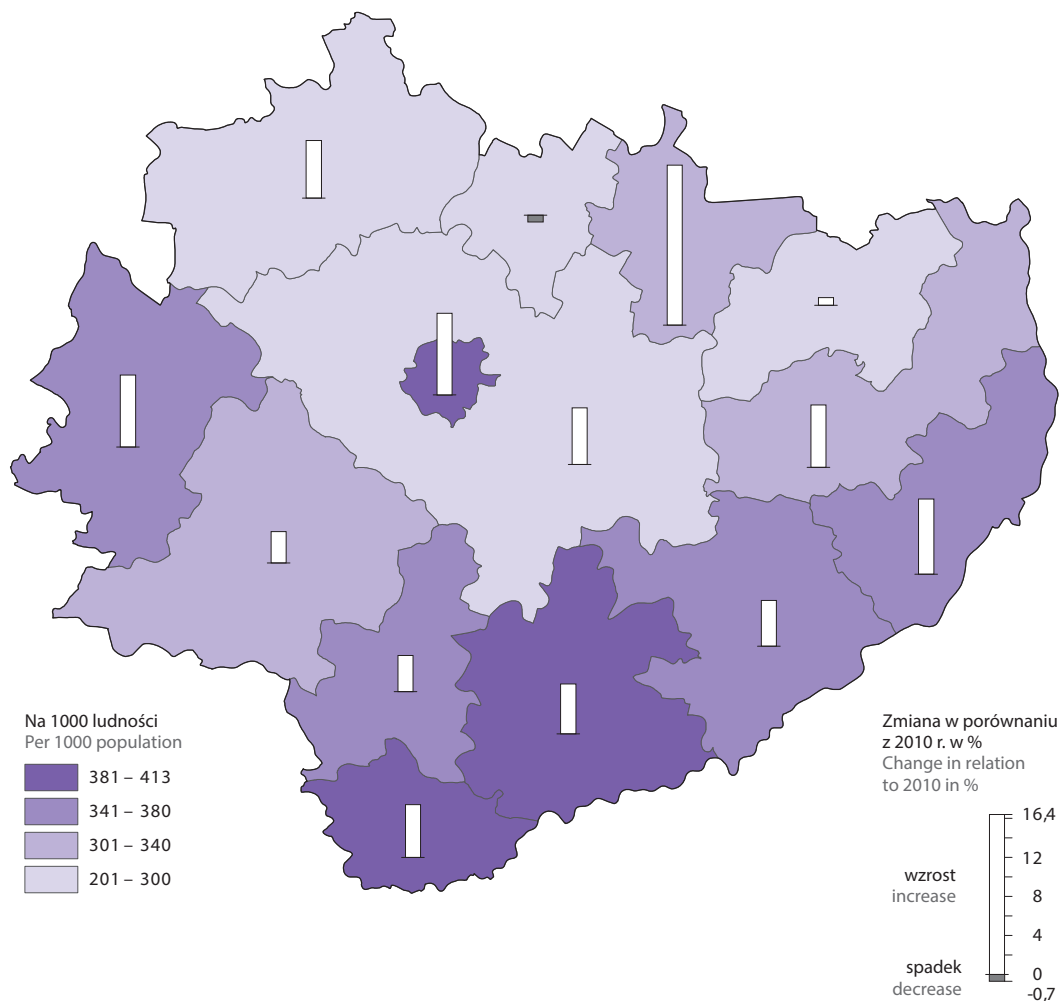 Na 1000 ludności
Per 1000 population
381 – 413
341 – 380
301 – 340
201 – 300
Zmiana w porównaniu
z 2010 r. w %
Change in relation
to 2010 in %
16,4
12
wzrost
increase
8
4
spadek
decrease
0
-0,7